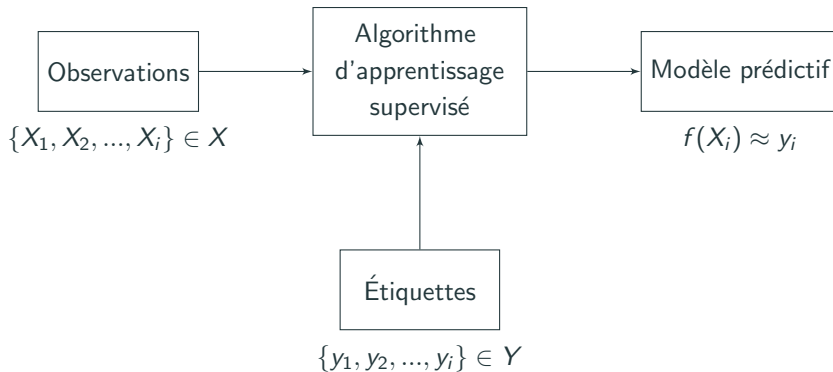 Observations
{X₁, X₂, ..., Xᵢ} ∈ X
Algorithme
d'apprentissage
supervisé
Modèle prédictif
f(Xᵢ) ≈ yᵢ
Étiquettes
{y₁, y₂, ..., yᵢ} ∈ Y